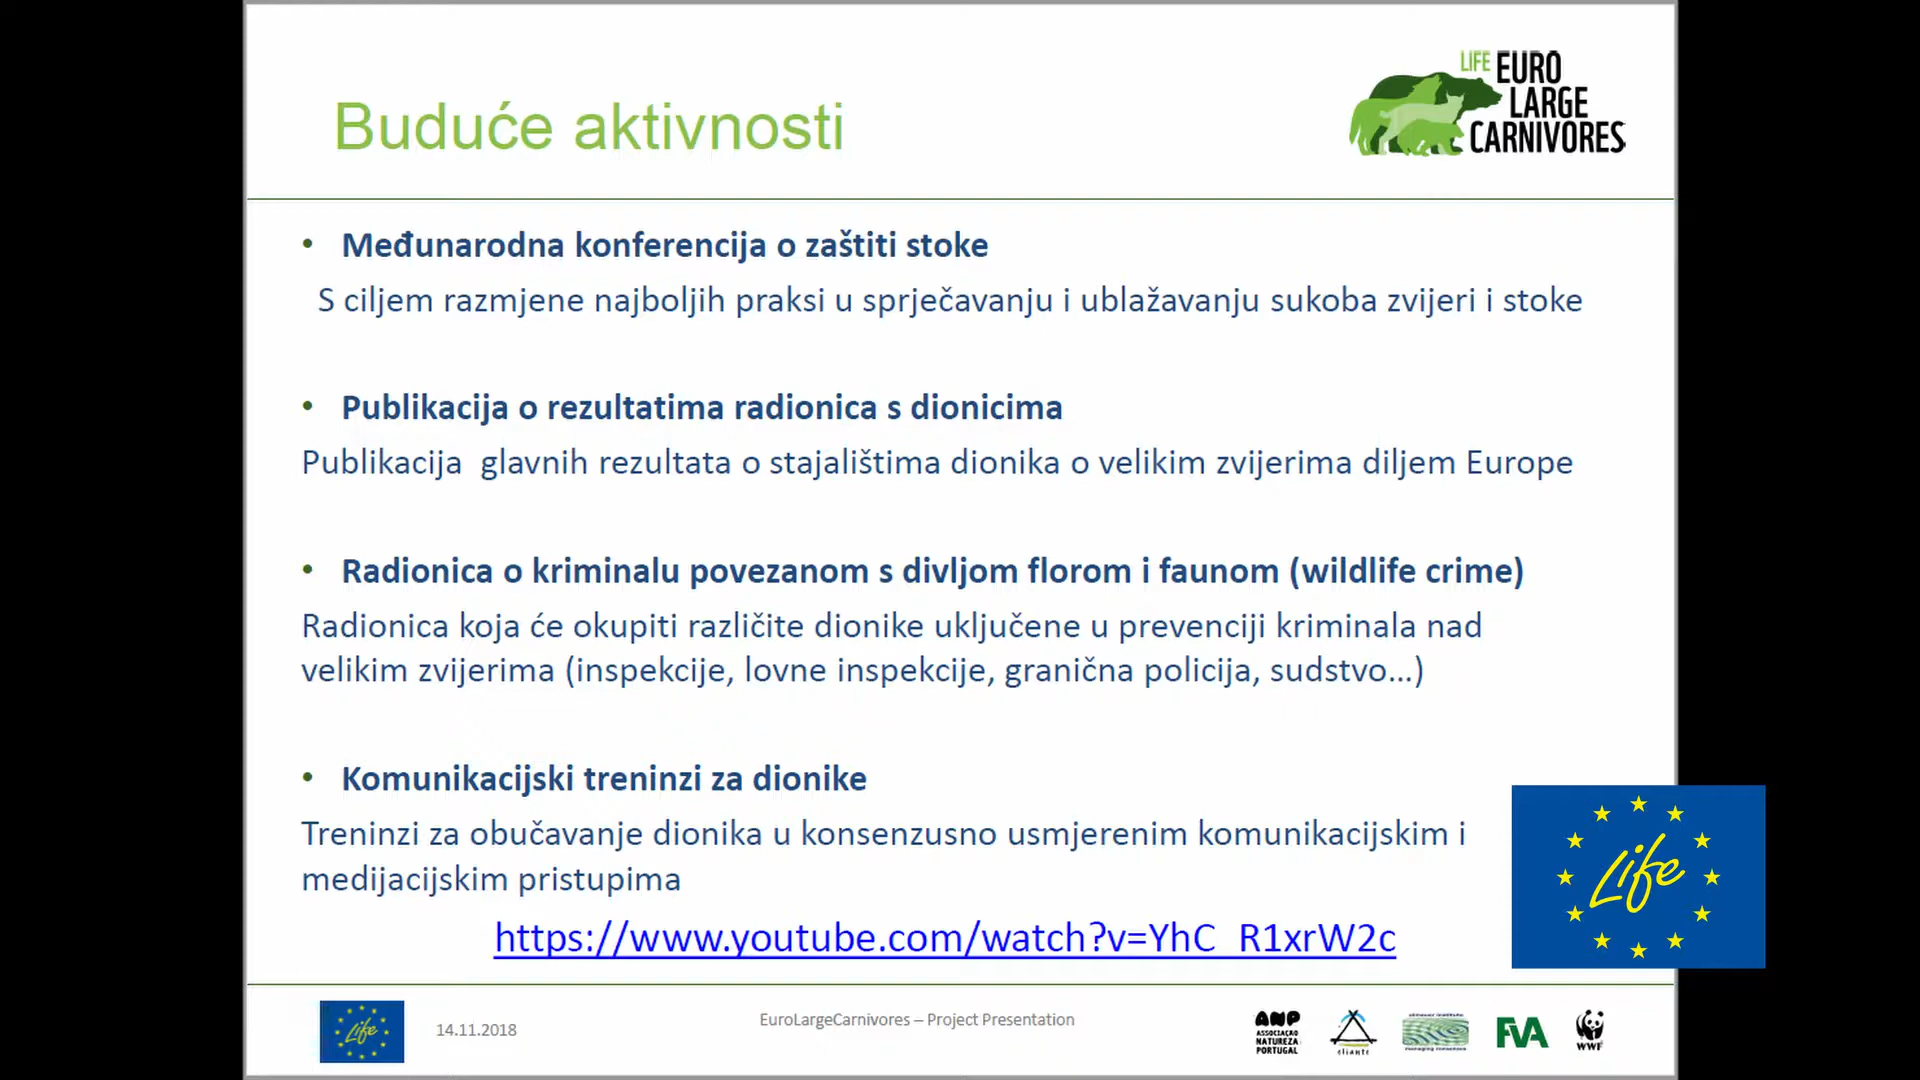 LIFE EURO
LARGE
CARNIVORES
Buduće aktivnosti
• Međunarodna konferencija o zaštiti stoke
S ciljem razmjene najboljih praksi u sprječavanju i ublažavanju sukoba zvijeri i stoke
• Publikacija o rezultatima radionica s dionicima
Publikacija glavnih rezultata o stajalištima dionika o velikim zvijerima diljem Europe
• Radionica o kriminalu povezanom s divljom florom i faunom (wildlife crime)
Radionica koja će okupiti različite dionike uključene u prevenciji kriminala nad
velikim zvijerima (inspekcije, lovne inspekcije, granična policija, sudstvo...)
• Komunikacijski treninzi za dionike
Treninzi za obučavanje dionika u konsenzusno usmjerenim komunikacijskim i
medijacijskim pristupima
Life
https://www.youtube.com/watch?v=YhC_R1xrW2c
Life
14.11.2018
EuroLargeCarnivores – Project Presentation
ANP
ASSOCIAÇÃO
NATUREZA
PORTUGAL
eliante
FVA
WWF